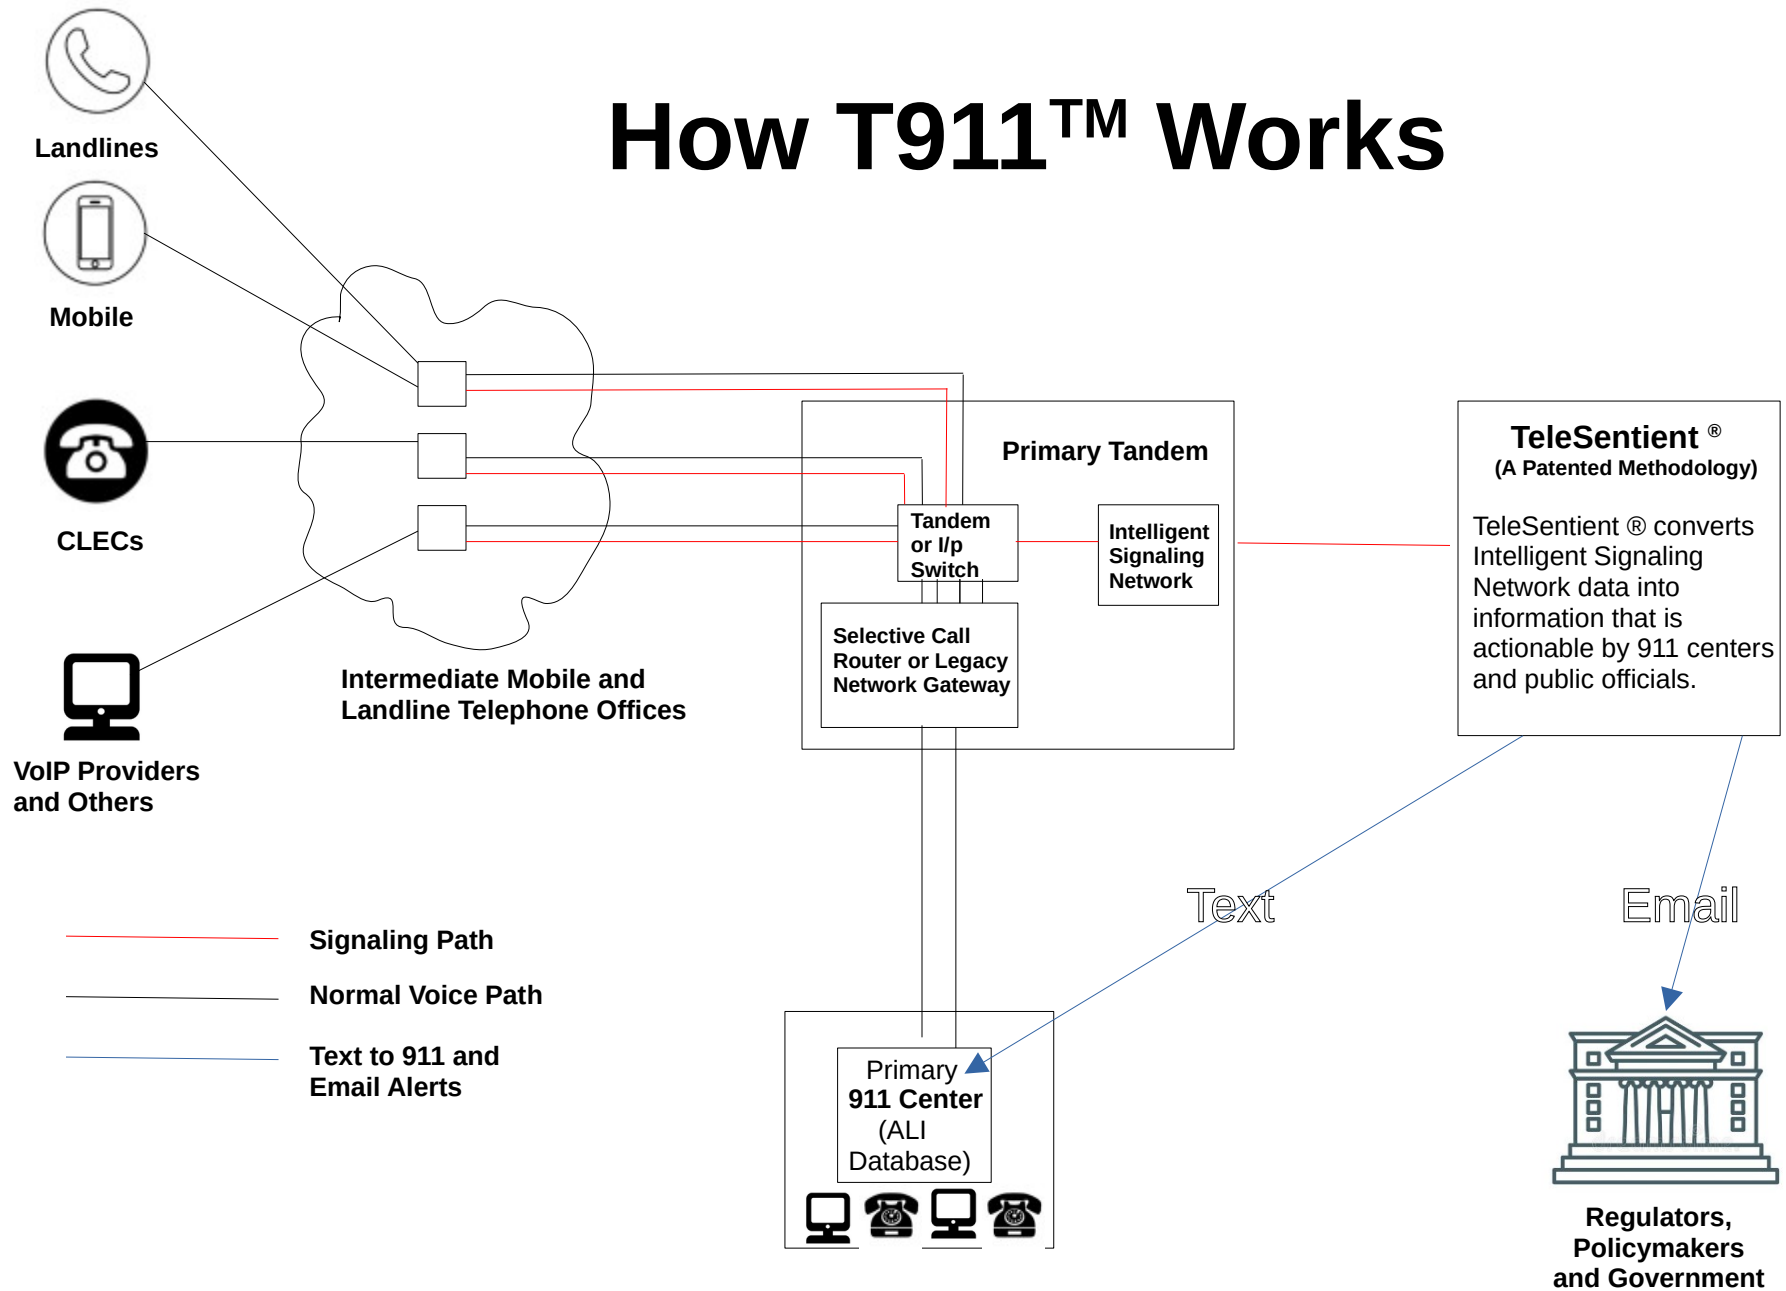 How T911™ Works
Landlines
Mobile
CLECs
VoIP Providers
and Others
Intermediate Mobile and
Landline Telephone Offices
Primary Tandem
Tandem
or I/p
Switch
Intelligent
Signaling
Network
Selective Call
Router or Legacy
Network Gateway
TeleSentient ®
(A Patented Methodology)
TeleSentient ® converts
Intelligent Signaling
Network data into
information that is
actionable by 911 centers
and public officials.
Text
Email
Signaling Path
Normal Voice Path
Text to 911 and
Email Alerts
Primary
911 Center
(ALI
Database)
Regulators,
Policymakers
and Government